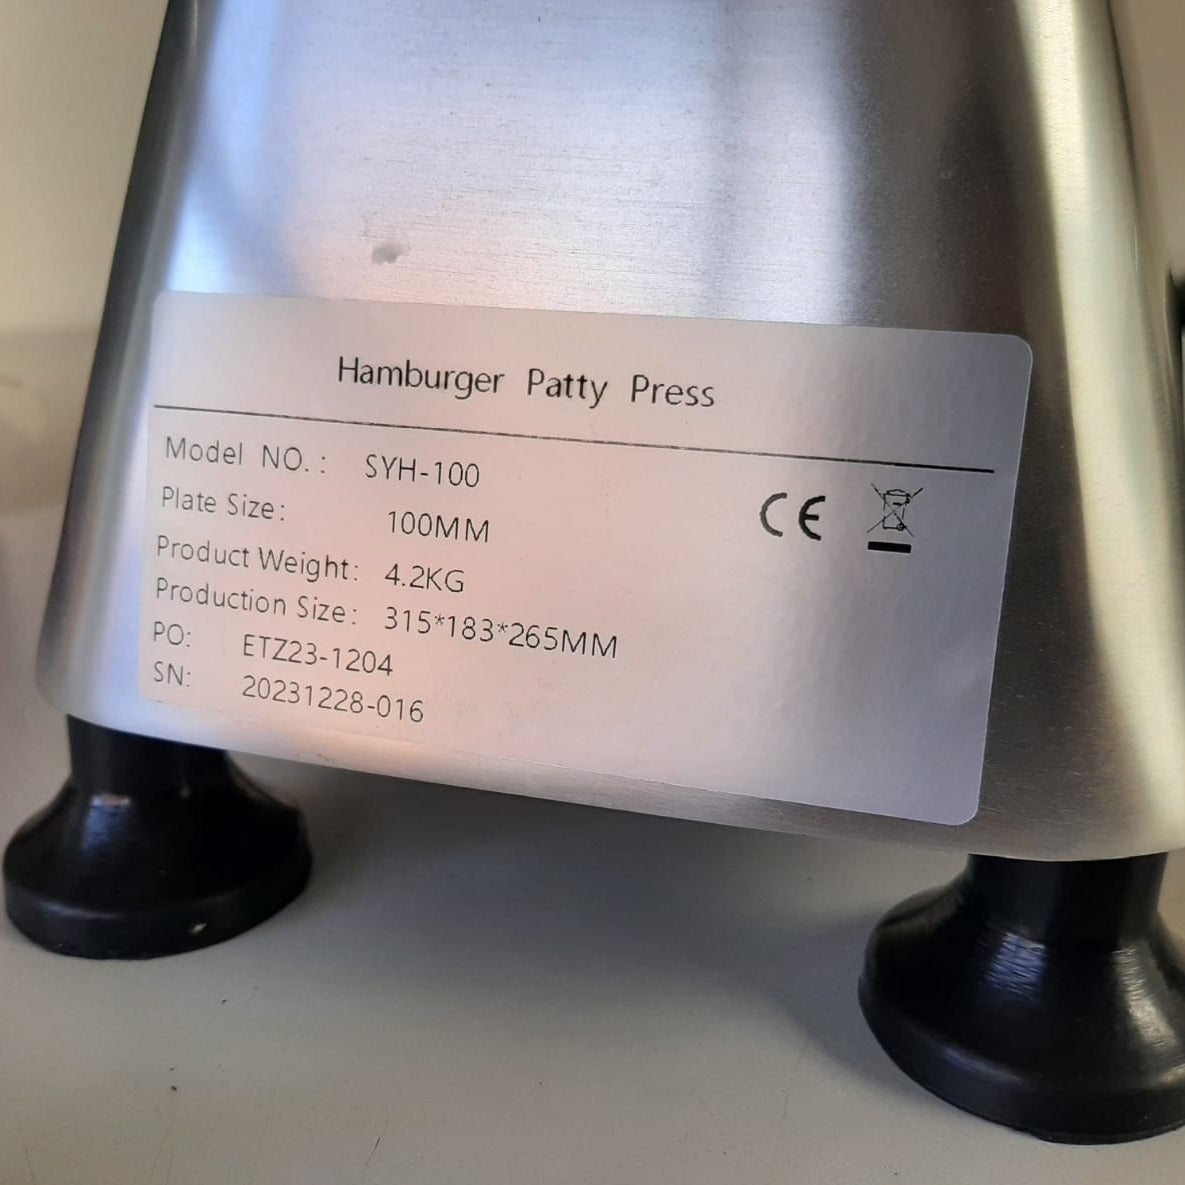 Hamburger Patty Press
Model NO.: SYH-100
Plate Size: 100MM
Product Weight: 4.2KG
Production Size: 315*183*265MM
PO: ETZ23-1204
SN: 20231228-016
CE